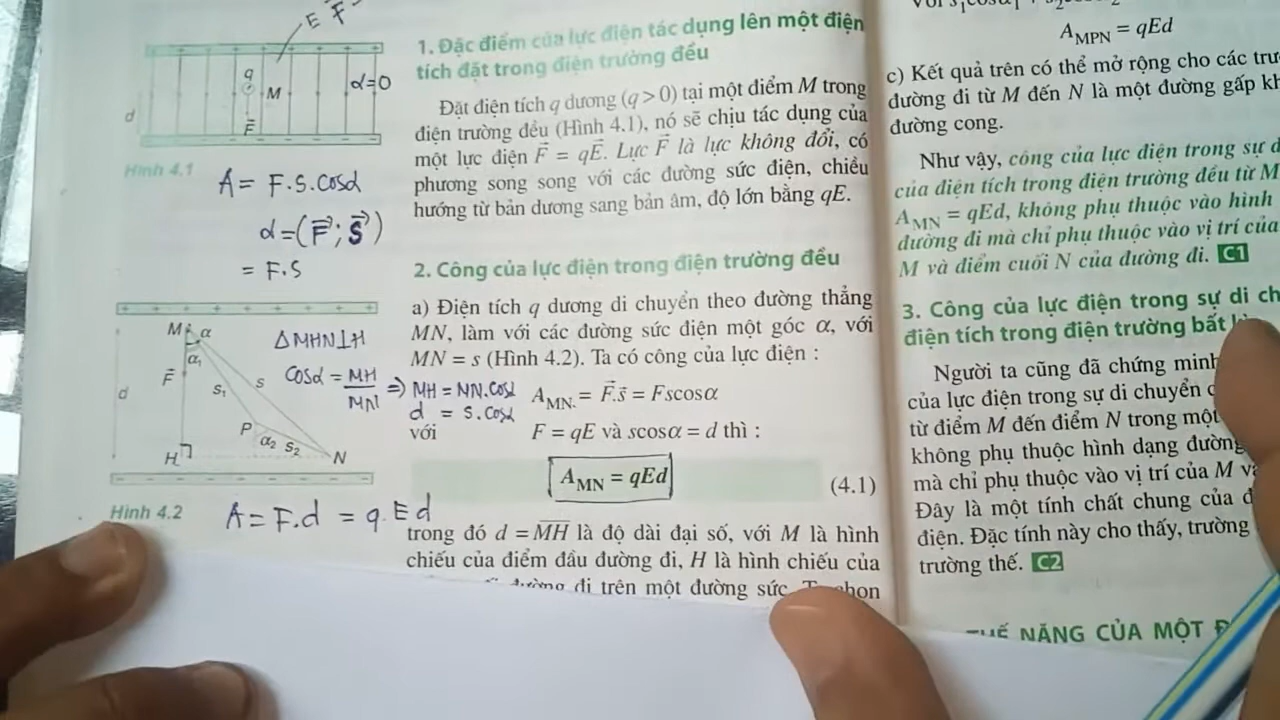 E F
q
M
α=0
d
F
Hình 4.1
A = F.S.cosα
α = (F; S)
= F.S
M α
α₁
F
d
S₁
s
P
α₂ S₂
H
N
ΔMHN⊥H
cosα = MH/MN ⇒ MH = MN.cosα
d = S.cosα
Hình 4.2
A = F.d = q.Ed
1. Đặc điểm của lực điện tác dụng lên một điện
tích đặt trong điện trường đều
Đặt điện tích q dương (q > 0) tại một điểm M trong
điện trường đều (Hình 4.1), nó sẽ chịu tác dụng của
một lực điện F⃗ = qE⃗. Lực F⃗ là lực không đổi, có
phương song song với các đường sức điện, chiều
hướng từ bản dương sang bản âm, độ lớn bằng qE.
2. Công của lực điện trong điện trường đều
a) Điện tích q dương di chuyển theo đường thẳng
MN, làm với các đường sức điện một góc α, với
MN = s (Hình 4.2). Ta có công của lực điện :
A_MN = F⃗.s⃗ = Fscosα
với F = qE và scosα = d thì :
A_MN = qEd (4.1)
trong đó d = MH là độ dài đại số, với M là hình
chiếu của điểm đầu đường đi, H là hình chiếu của
đường đi trên một đường sức.
A_MPN = qEd
c) Kết quả trên có thể mở rộng cho các
đường đi từ M đến N là một đường gấp
đường cong.
Như vậy, công của lực điện trong sự
của điện tích trong điện trường đều từ M
A_MN = qEd, không phụ thuộc vào hình
đường đi mà chỉ phụ thuộc vào vị trí của
M và điểm cuối N của đường đi. C1
3. Công của lực điện trong sự di
điện tích trong điện trường bất
Người ta cũng đã chứng minh
của lực điện trong sự di chuyển
từ điểm M đến điểm N trong một
không phụ thuộc hình dạng đường
mà chỉ phụ thuộc vào vị trí của M
Đây là một tính chất chung của
điện. Đặc tính này cho thấy, trường
trường thế. C2
NĂNG CỦA MỘT